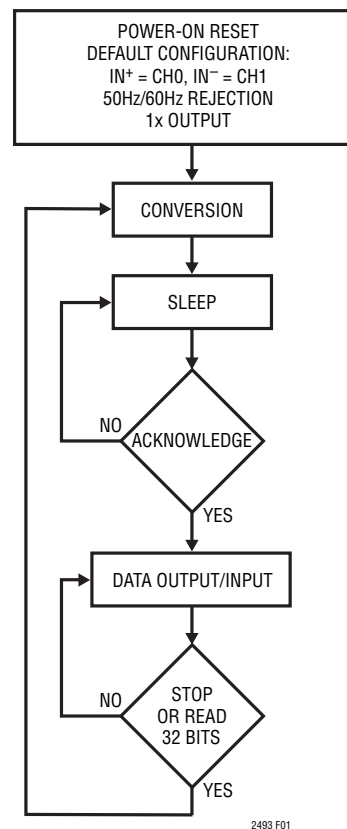 POWER-ON RESET
DEFAULT CONFIGURATION:
IN⁺ = CH0, IN⁻ = CH1
50Hz/60Hz REJECTION
1x OUTPUT
CONVERSION
SLEEP
NO
ACKNOWLEDGE
YES
DATA OUTPUT/INPUT
NO
STOP
OR READ
32 BITS
YES
2493 F01